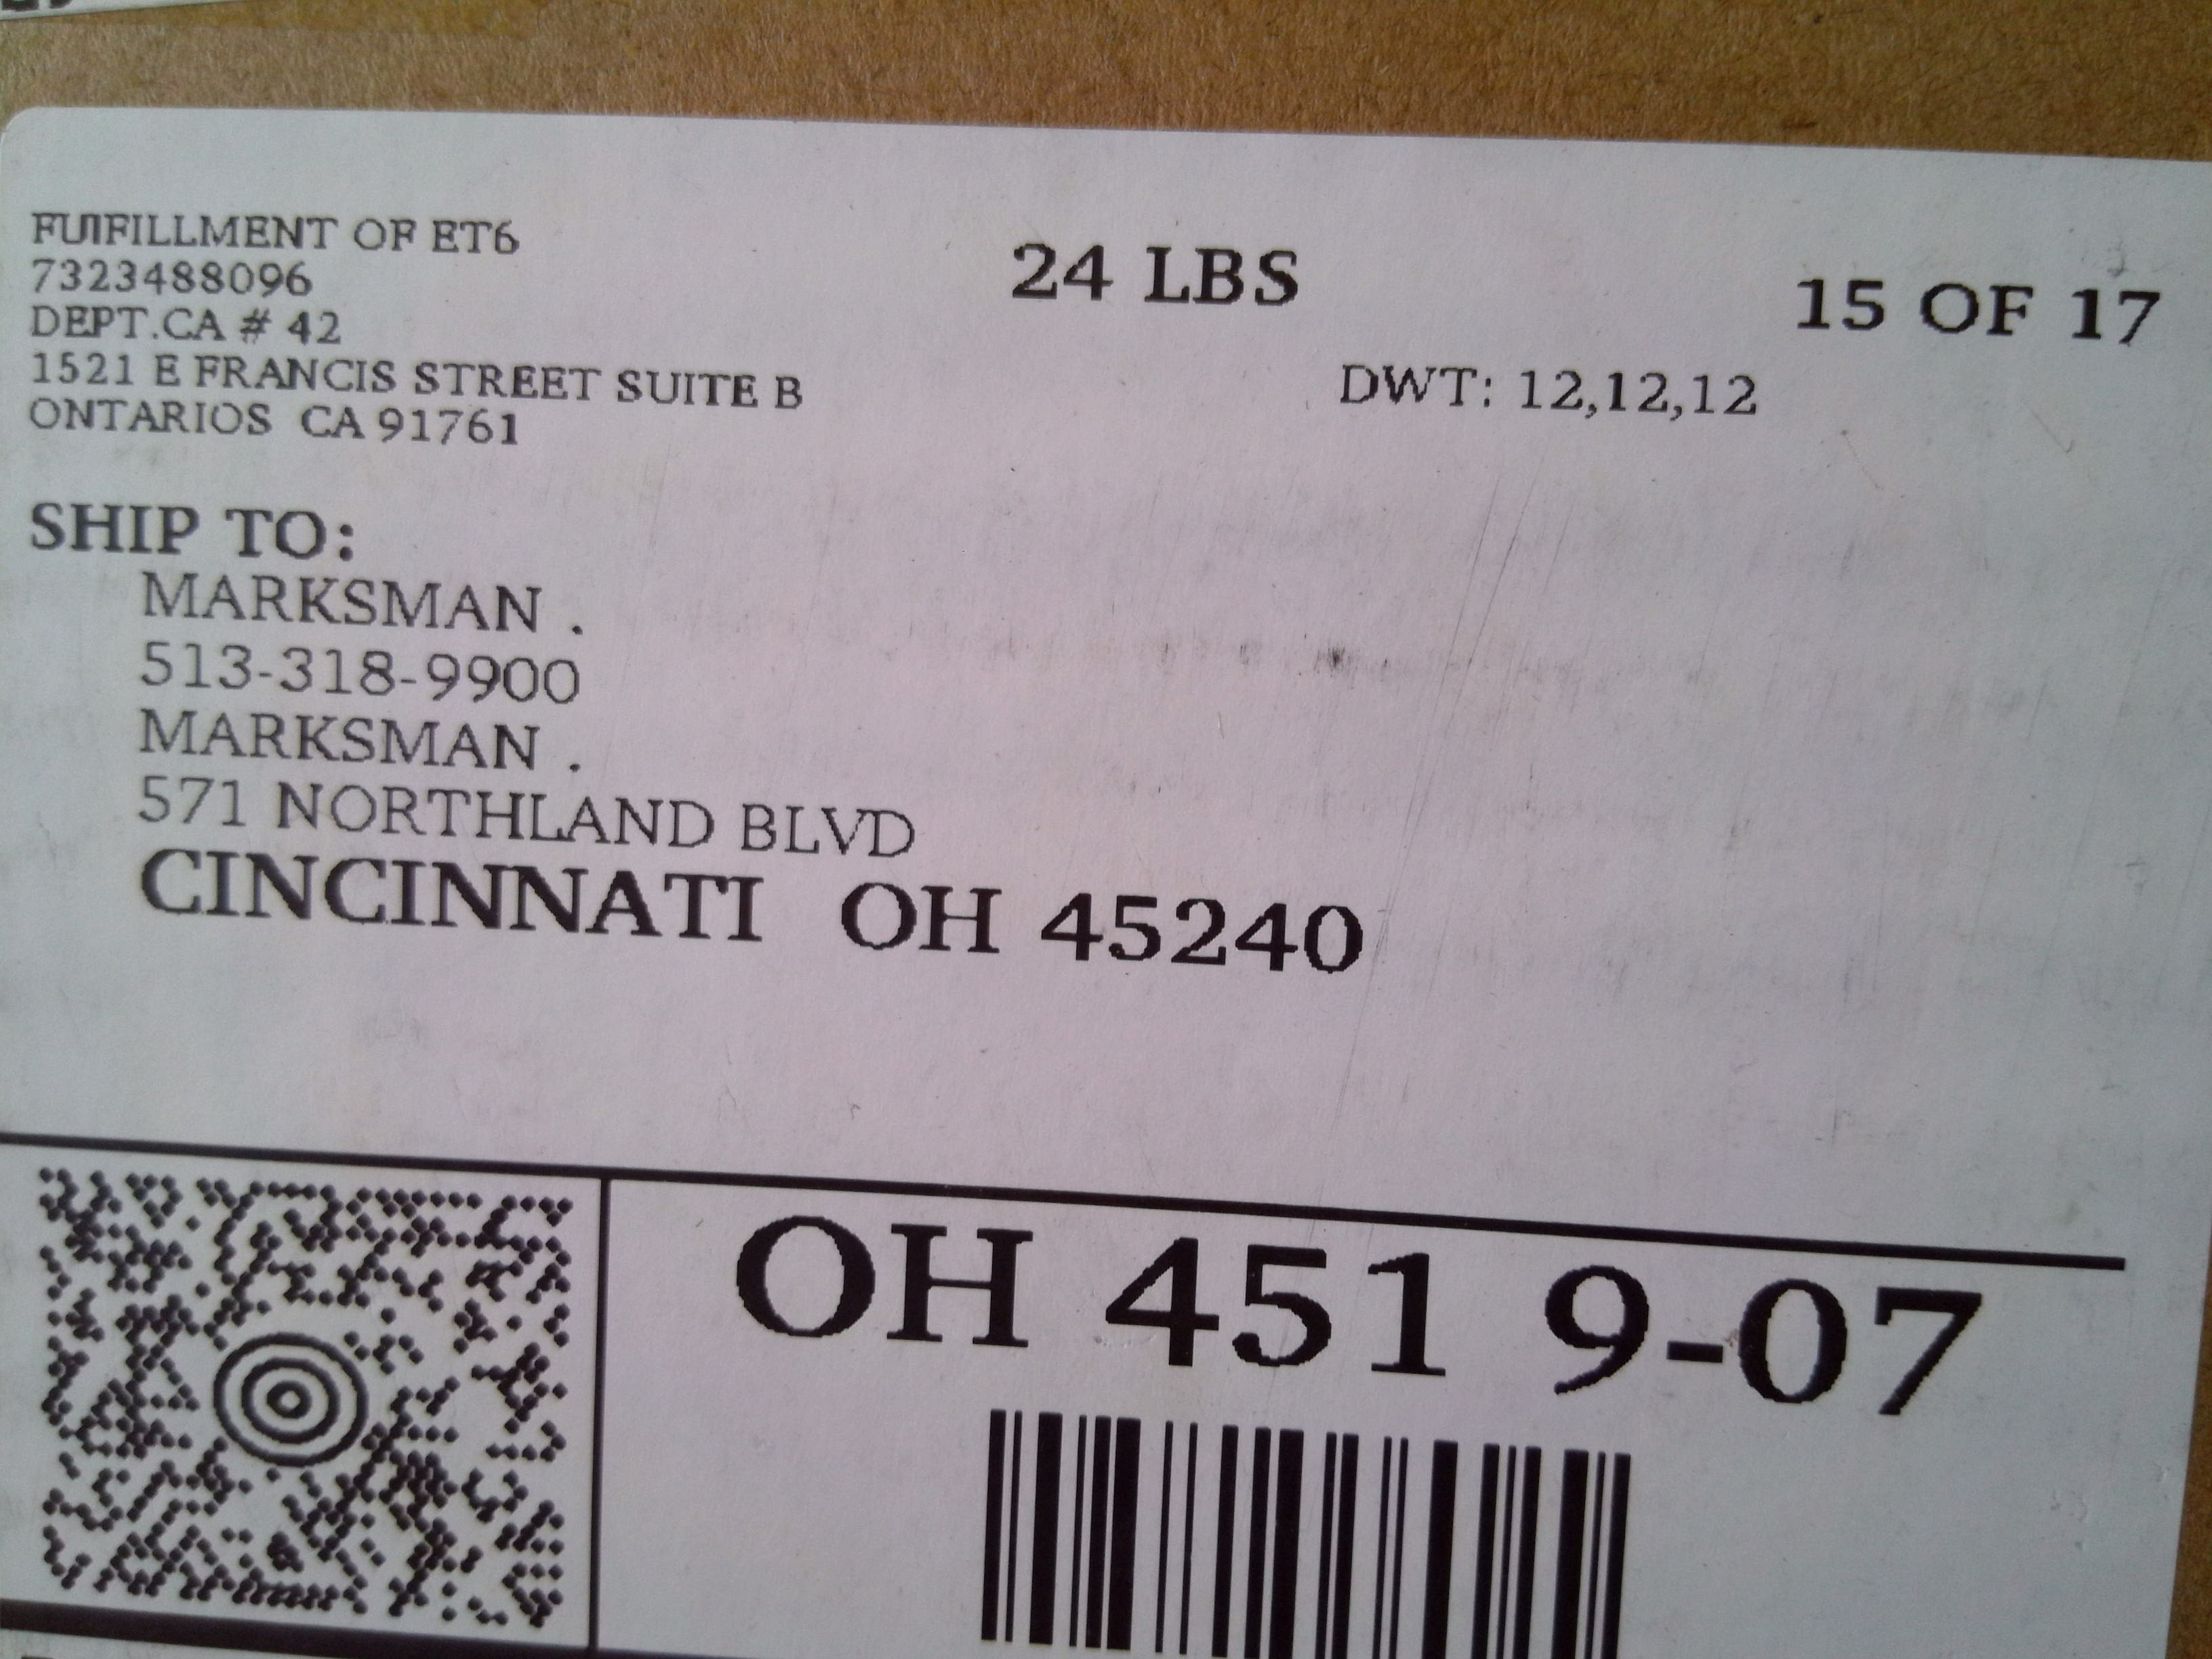 FUlFILLMENT OF ET6
7323488096
DEPT.CA # 42
1521 E FRANCIS STREET SUITE B
ONTARIOS CA 91761
24 LBS
15 OF 17
DWT: 12,12,12
SHIP TO:
MARKSMAN .
513-318-9900
MARKSMAN .
571 NORTHLAND BLVD
CINCINNATI OH 45240
OH 451 9-07